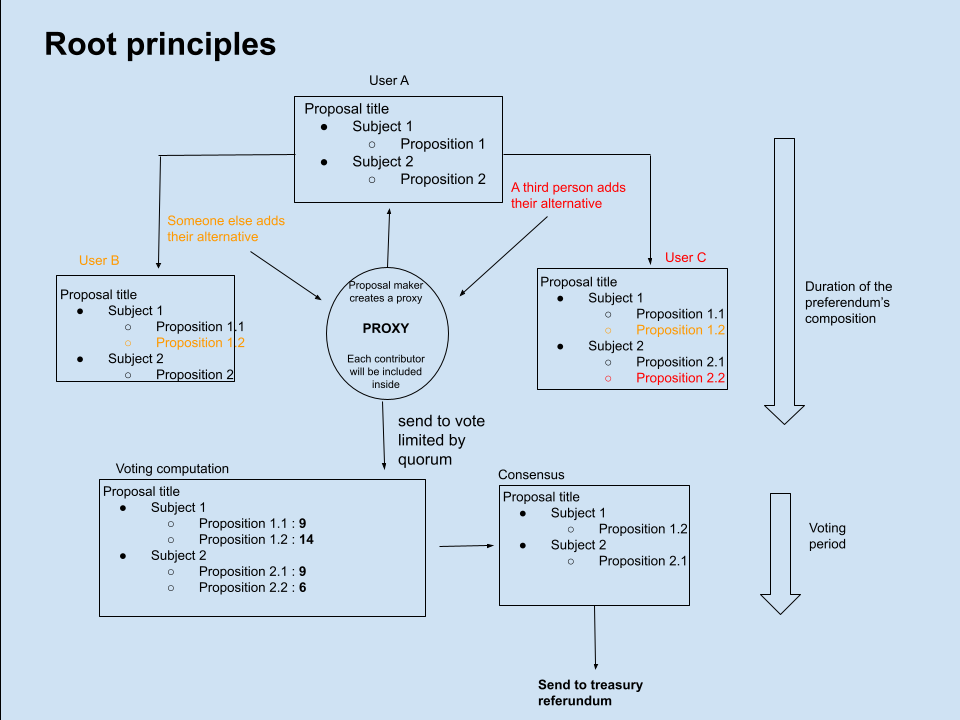 Root principles
User A
Proposal title
● Subject 1
○ Proposition 1
● Subject 2
○ Proposition 2
A third person adds
their alternative
Someone else adds
their alternative
User B
Proposal title
● Subject 1
○ Proposition 1.1
○ Proposition 1.2
● Subject 2
○ Proposition 2
Proposal maker
creates a proxy
PROXY
Each contributor
will be included
inside
User C
Proposal title
● Subject 1
○ Proposition 1.1
○ Proposition 1.2
● Subject 2
○ Proposition 2.1
○ Proposition 2.2
Duration of the
preferendum's
composition
send to vote
limited by
quorum
Voting computation
Proposal title
● Subject 1
○ Proposition 1.1 : 9
○ Proposition 1.2 : 14
● Subject 2
○ Proposition 2.1 : 9
○ Proposition 2.2 : 6
Consensus
Proposal title
● Subject 1
○ Proposition 1.2
● Subject 2
○ Proposition 2.1
Voting
period
Send to treasury
referundum